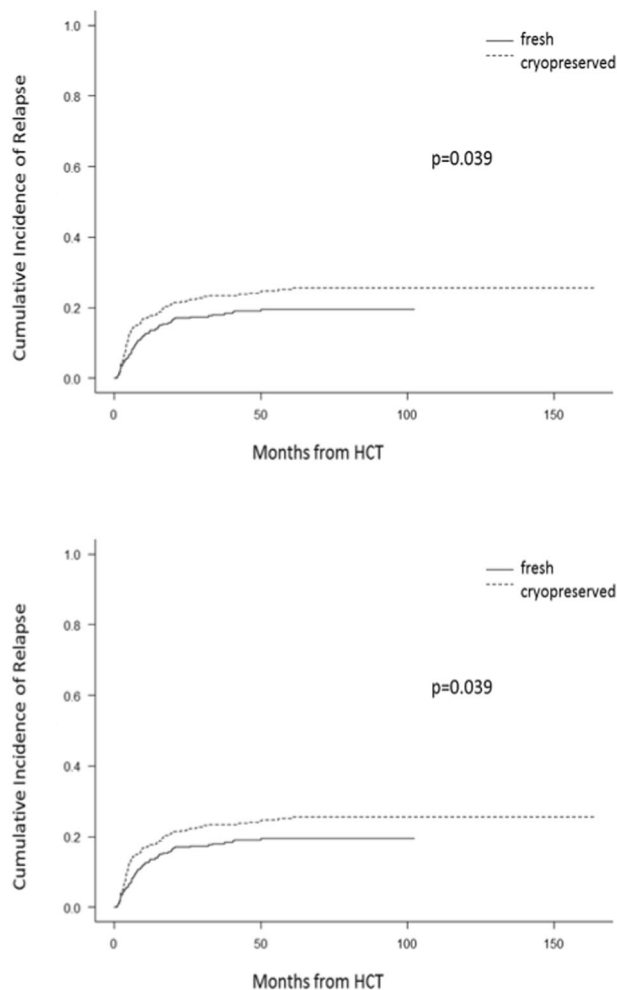 1.0
fresh
cryopreserved
0.8
p=0.039
0.6
0.4
0.2
0.0
Cumulative Incidence of Relapse
0 50 100 150
Months from HCT
1.0
fresh
cryopreserved
0.8
p=0.039
0.6
0.4
0.2
0.0
Cumulative Incidence of Relapse
0 50 100 150
Months from HCT